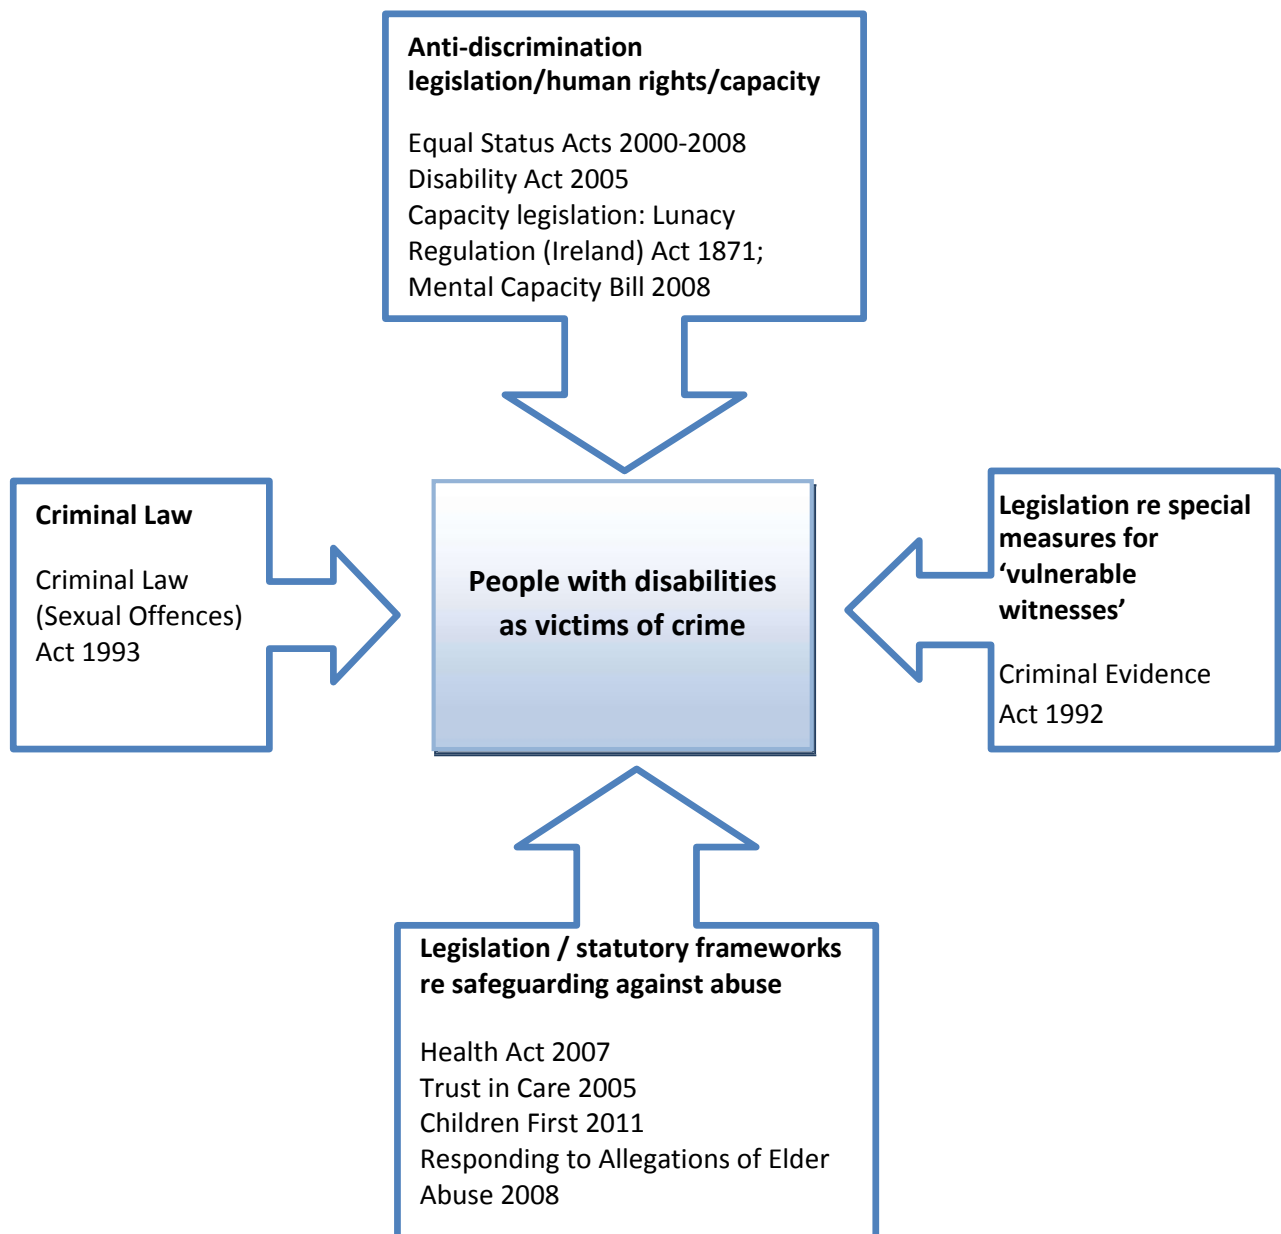 Anti-discrimination
legislation/human rights/capacity
Equal Status Acts 2000-2008
Disability Act 2005
Capacity legislation: Lunacy
Regulation (Ireland) Act 1871;
Mental Capacity Bill 2008
Criminal Law
Criminal Law
(Sexual Offences)
Act 1993
People with disabilities
as victims of crime
Legislation re special
measures for
‘vulnerable
witnesses’
Criminal Evidence
Act 1992
Legislation / statutory frameworks
re safeguarding against abuse
Health Act 2007
Trust in Care 2005
Children First 2011
Responding to Allegations of Elder
Abuse 2008